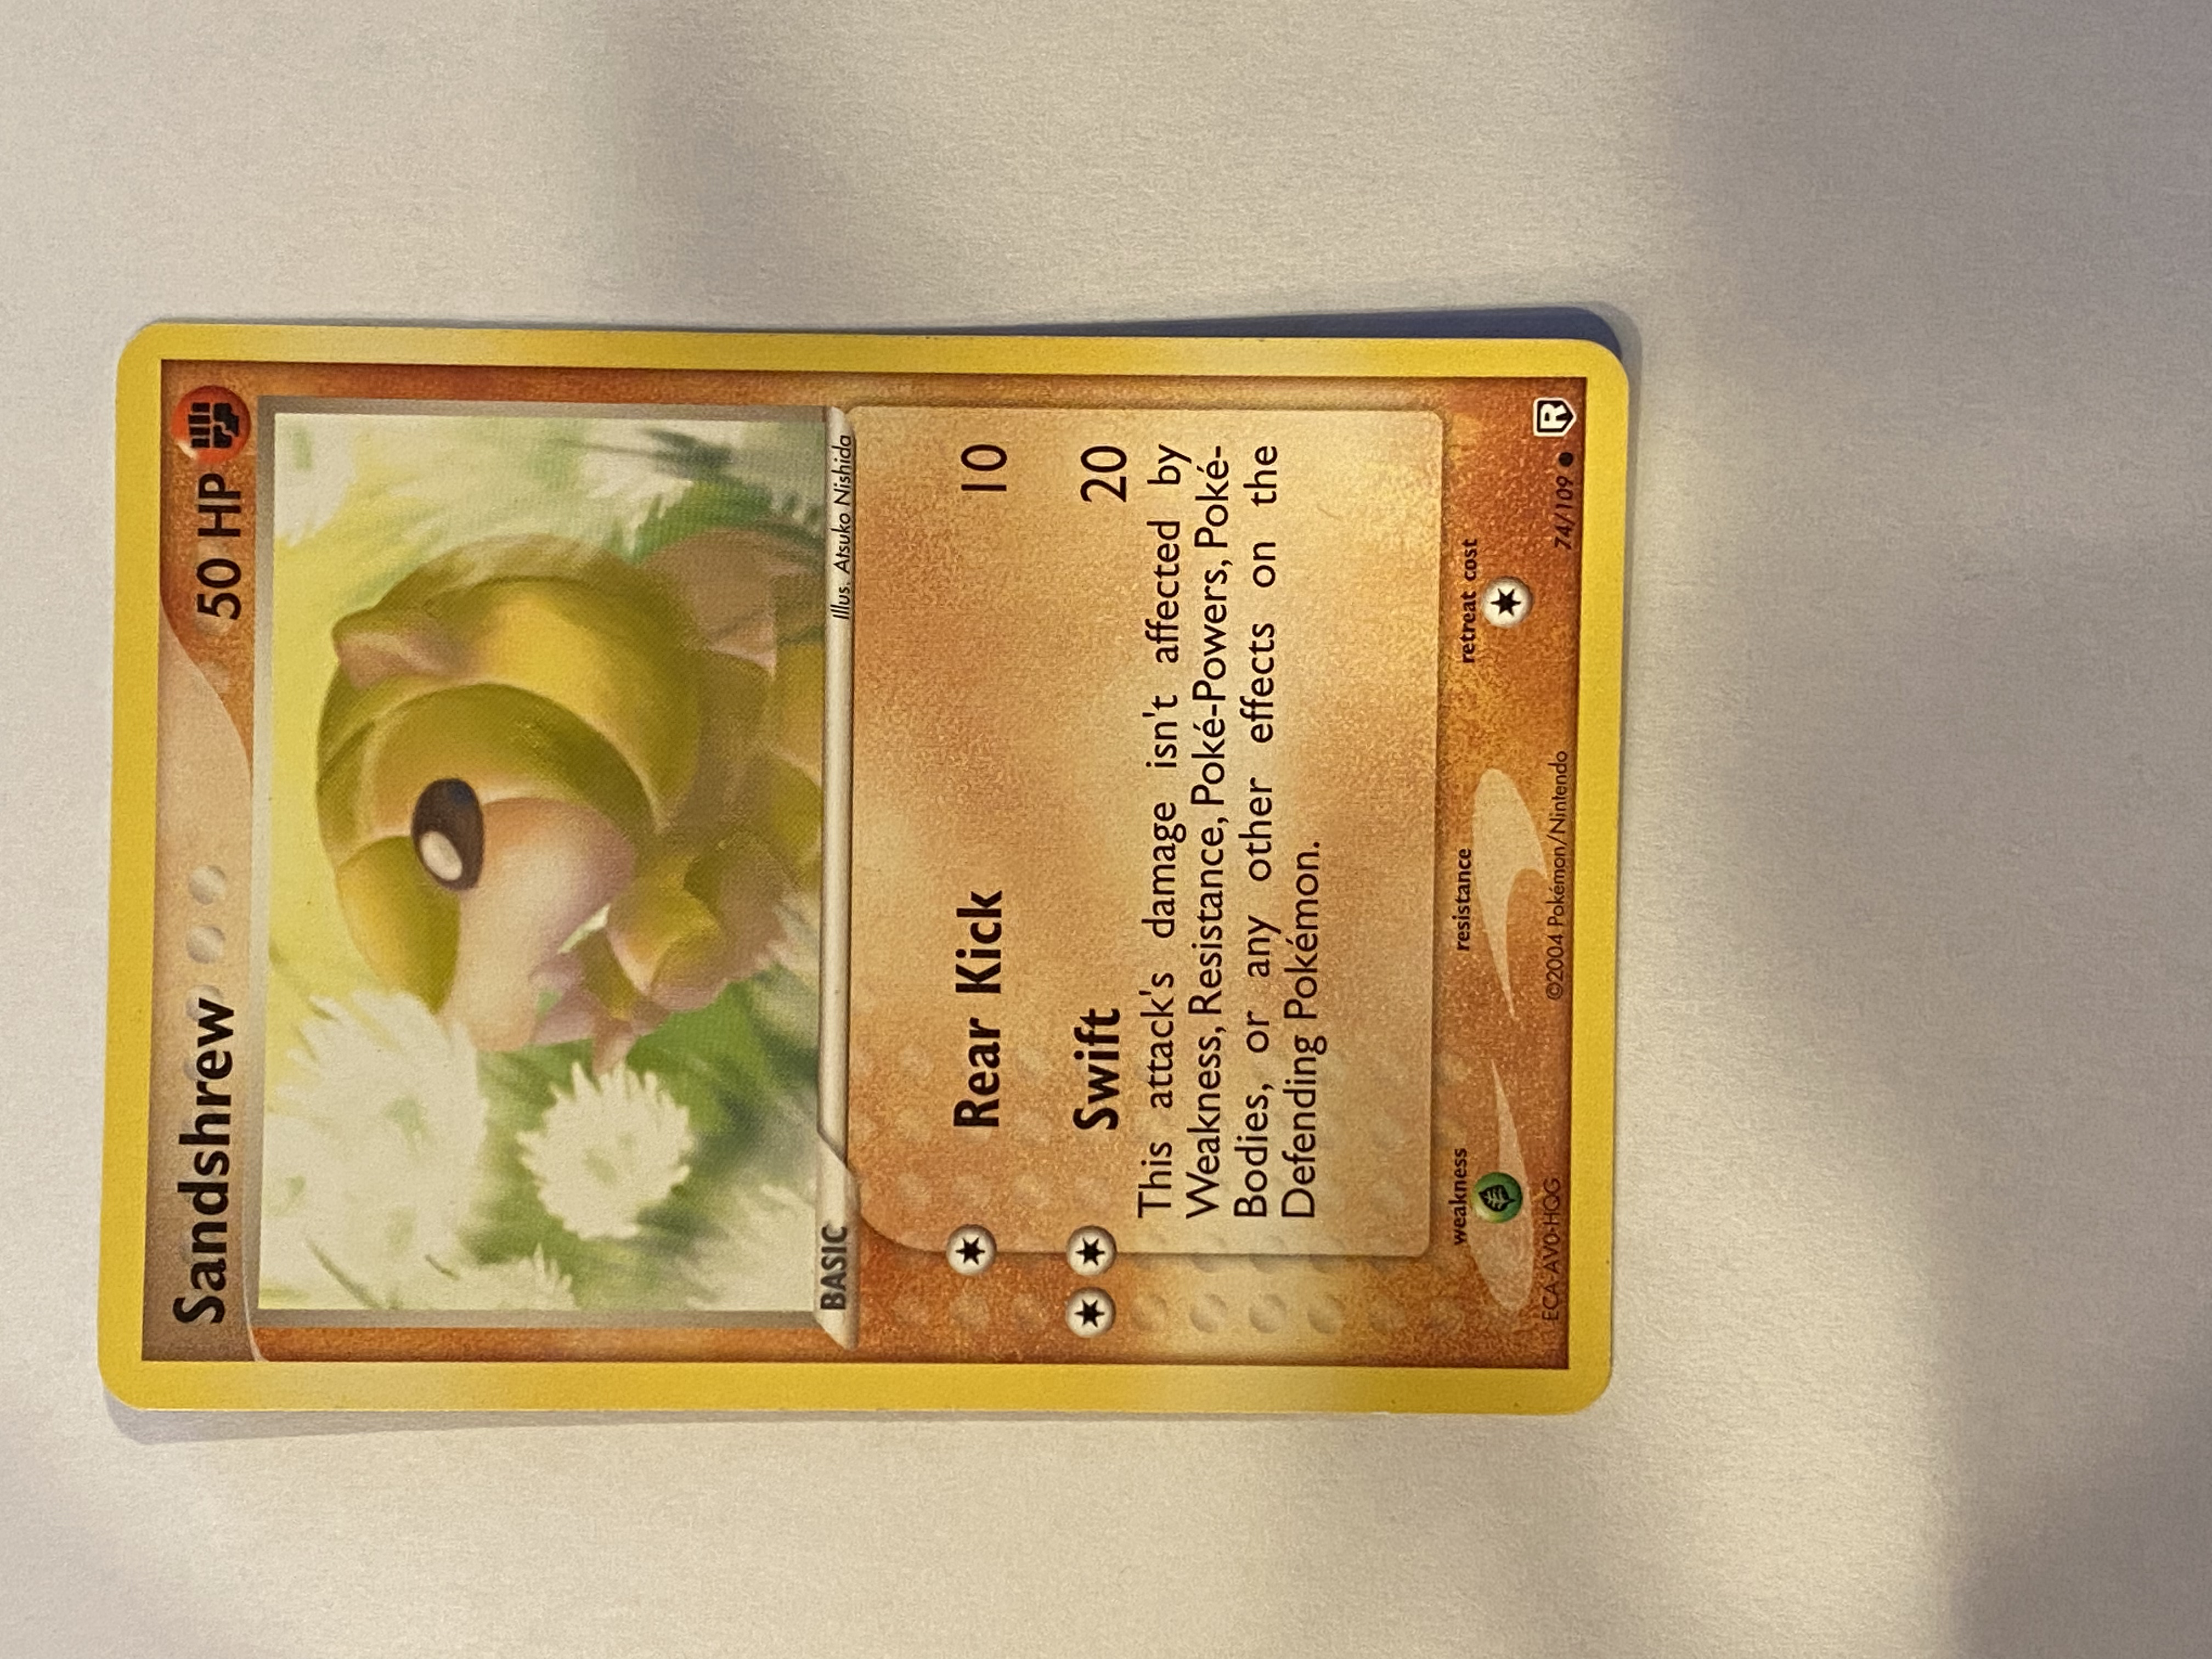 Sandshrew 50 HP
BASIC
Illus. Atsuko Nishida
Rear Kick 10
Swift 20
This attack's damage isn't affected by
Weakness, Resistance, Poké-Powers, Poké-
Bodies, or any other effects on the
Defending Pokémon.
weakness resistance retreat cost
ECA-AV0-HQG ©2004 Pokémon/Nintendo 74/109 R